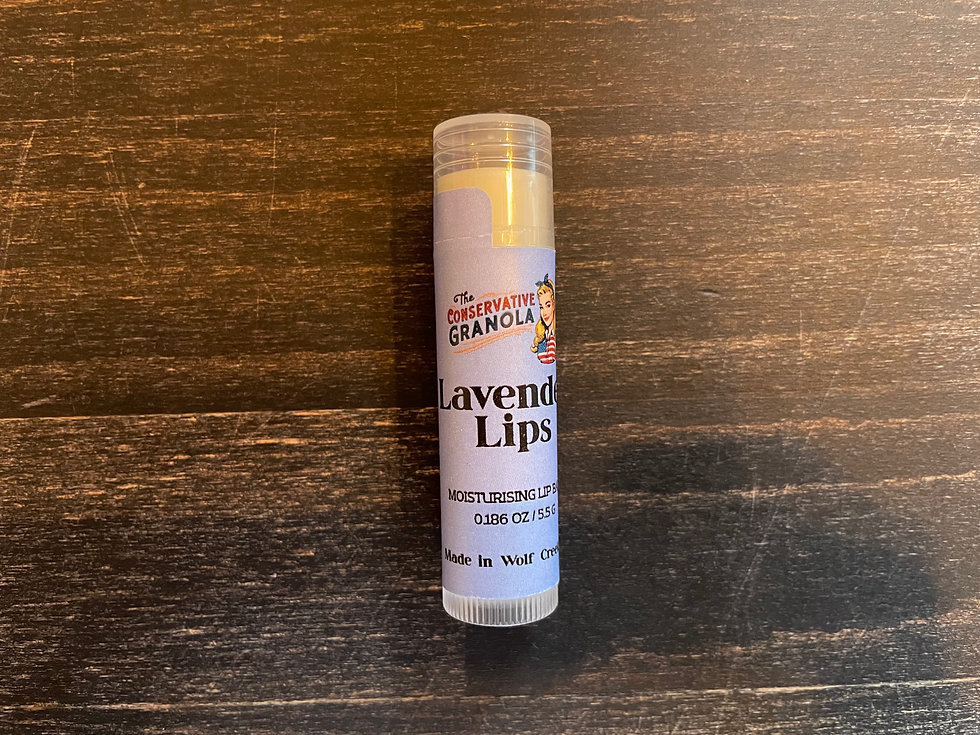 The
CONSERVATIVE
GRANOLA
Lavende
Lips
MOISTURISING LIP
0.186 OZ / 5.5 G
Made in Wolf Cree